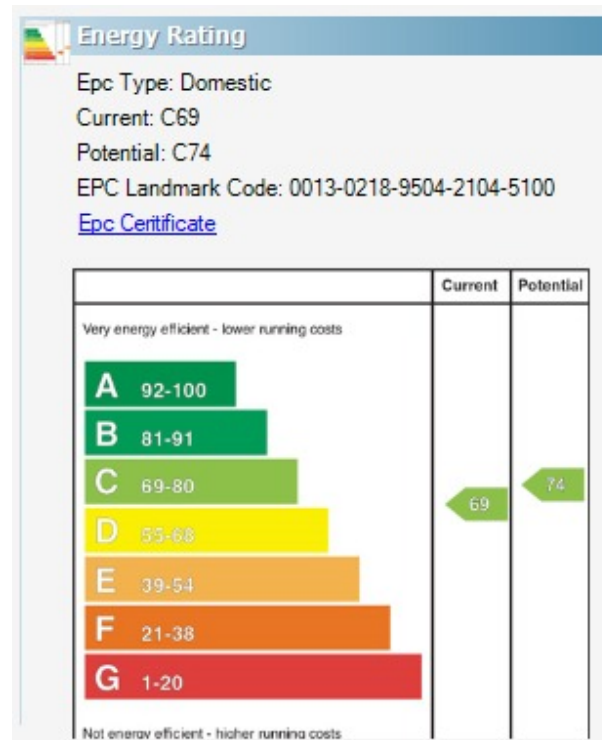 Energy Rating
Epc Type: Domestic
Current: C69
Potential: C74
EPC Landmark Code: 0013-0218-9504-2104-5100
Epc Ceritificate
Current Potential
Very energy efficient - lower running costs
A 92-100
B 81-91
C 69-80
74
69
D 55-68
E 39-54
F 21-38
G 1-20
Not energy efficient - higher running costs